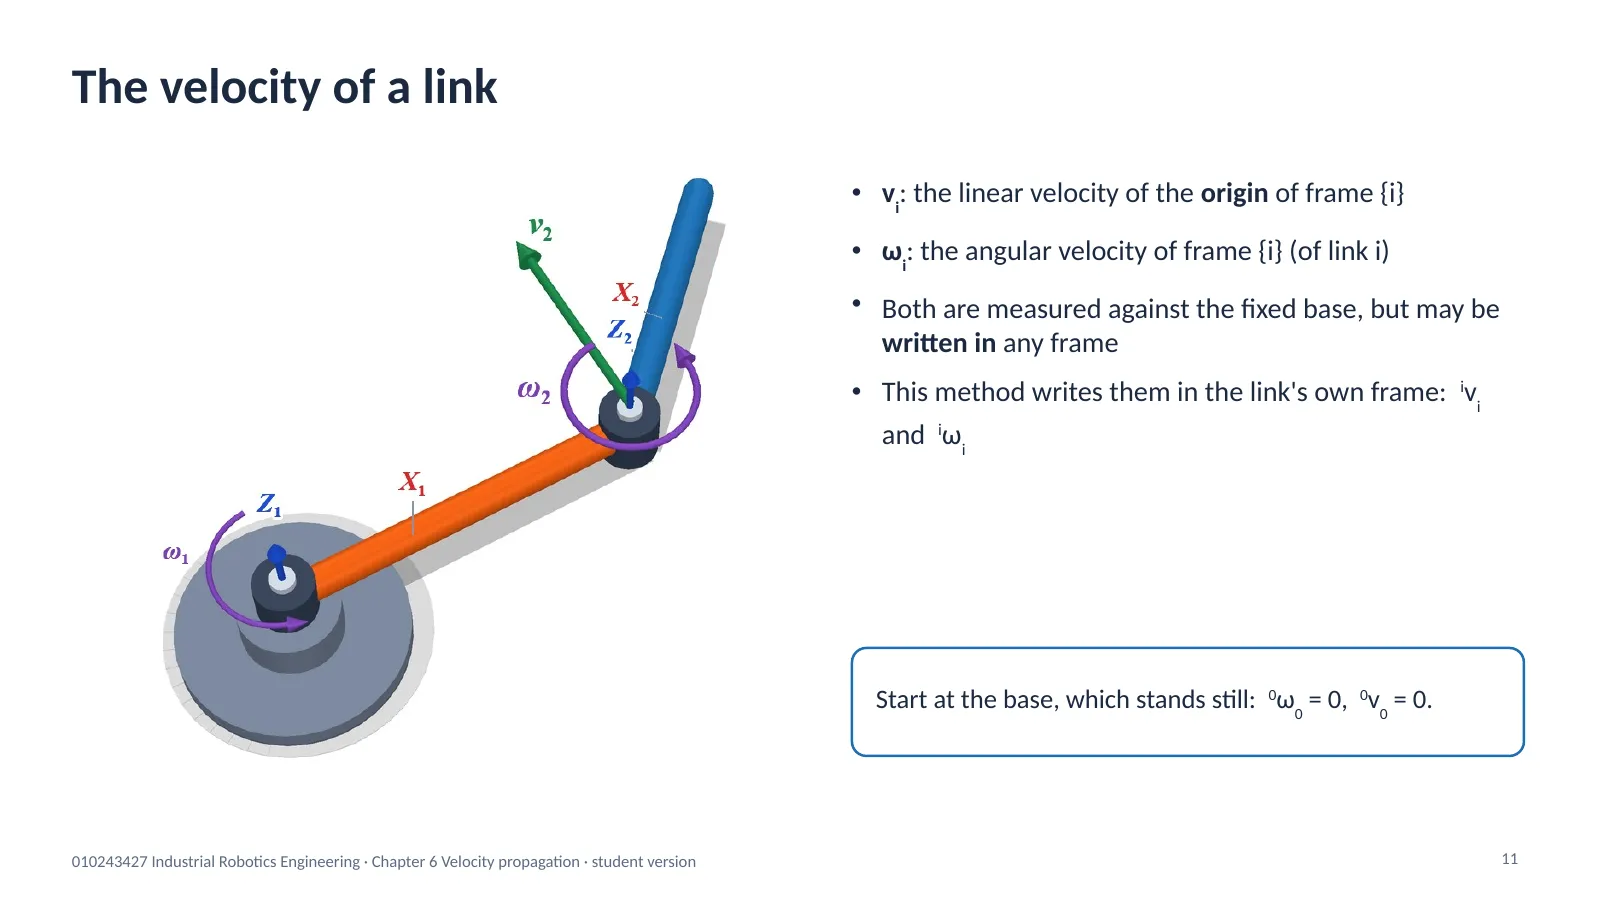 The velocity of a link
v₂
X₂
Z₂
ω₂
X₁
Z₁
ω₁
• vᵢ: the linear velocity of the origin of frame {i}
• ωᵢ: the angular velocity of frame {i} (of link i)
• Both are measured against the fixed base, but may be
written in any frame
• This method writes them in the link's own frame: ⁱvᵢ
and ⁱωᵢ
Start at the base, which stands still: ⁰ω₀ = 0, ⁰v₀ = 0.
010243427 Industrial Robotics Engineering · Chapter 6 Velocity propagation · student version
11